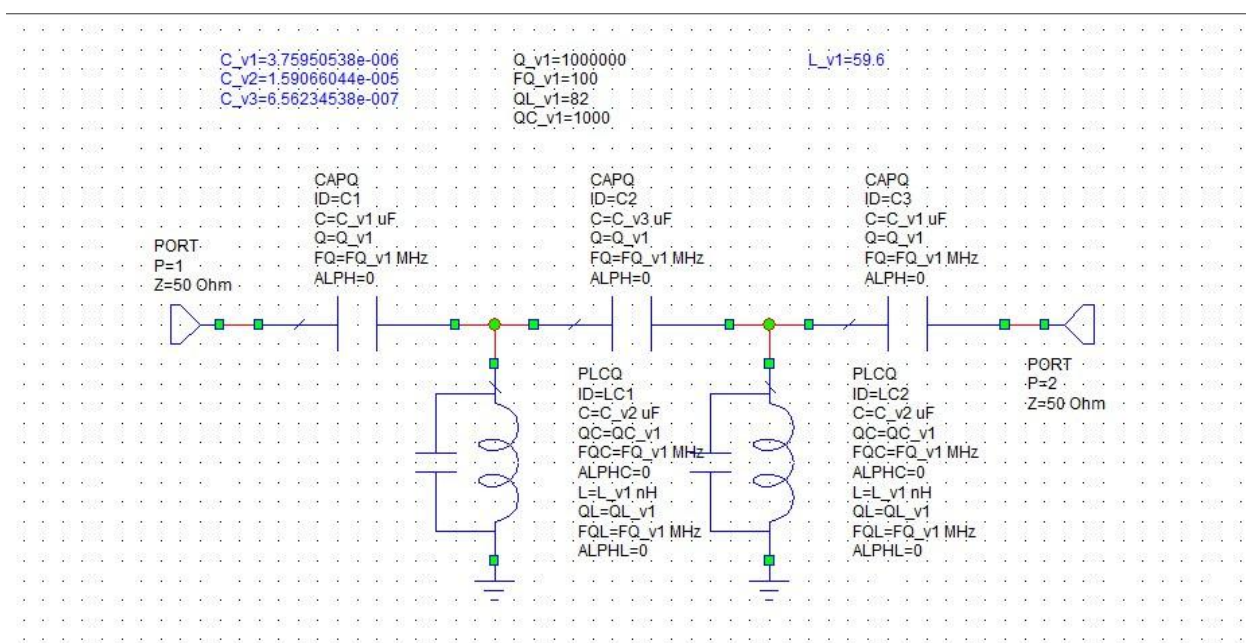 C_v1=3.75950538e-006
C_v2=1.59066044e-005
C_v3=6.56234538e-007
Q_v1=1000000
FQ_v1=100
QL_v1=82
QC_v1=1000
L_v1=59.6
PORT
P=1
Z=50 Ohm
CAPQ
ID=C1
C=C_v1 uF
Q=Q_v1
FQ=FQ_v1 MHz
ALPH=0
CAPQ
ID=C2
C=C_v3 uF
Q=Q_v1
FQ=FQ_v1 MHz
ALPH=0
CAPQ
ID=C3
C=C_v1 uF
Q=Q_v1
FQ=FQ_v1 MHz
ALPH=0
PLCQ
ID=LC1
C=C_v2 uF
QC=QC_v1
FQC=FQ_v1 MHz
ALPHC=0
L=L_v1 nH
QL=QL_v1
FQL=FQ_v1 MHz
ALPHL=0
PLCQ
ID=LC2
C=C_v2 uF
QC=QC_v1
FQC=FQ_v1 MHz
ALPHC=0
L=L_v1 nH
QL=QL_v1
FQL=FQ_v1 MHz
ALPHL=0
PORT
P=2
Z=50 Ohm